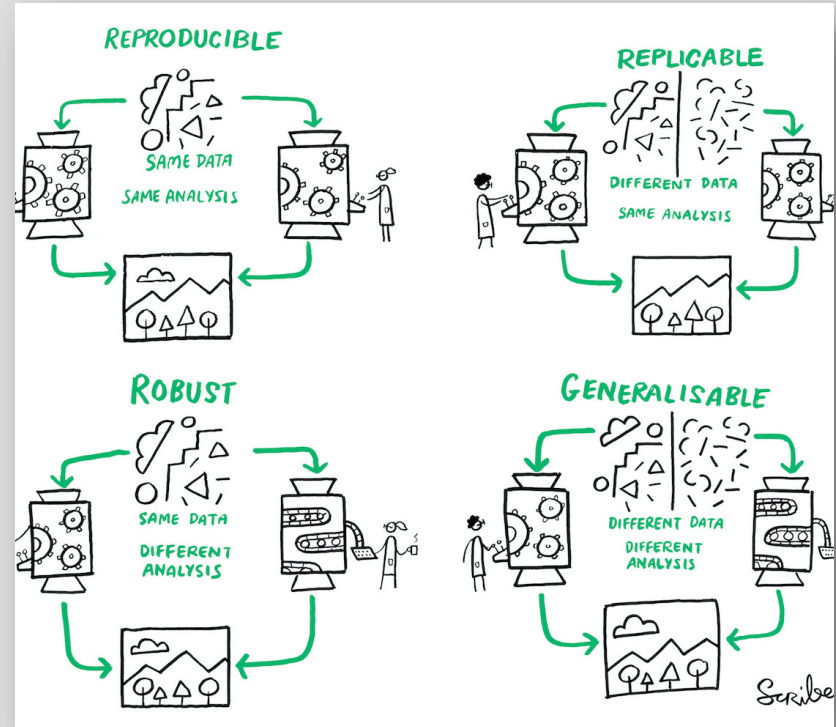 REPRODUCIBLE
SAME DATA
SAME ANALYSIS
REPLICABLE
DIFFERENT DATA
SAME ANALYSIS
ROBUST
SAME DATA
DIFFERENT
ANALYSIS
GENERALISABLE
DIFFERENT DATA
DIFFERENT
ANALYSIS
Scribe